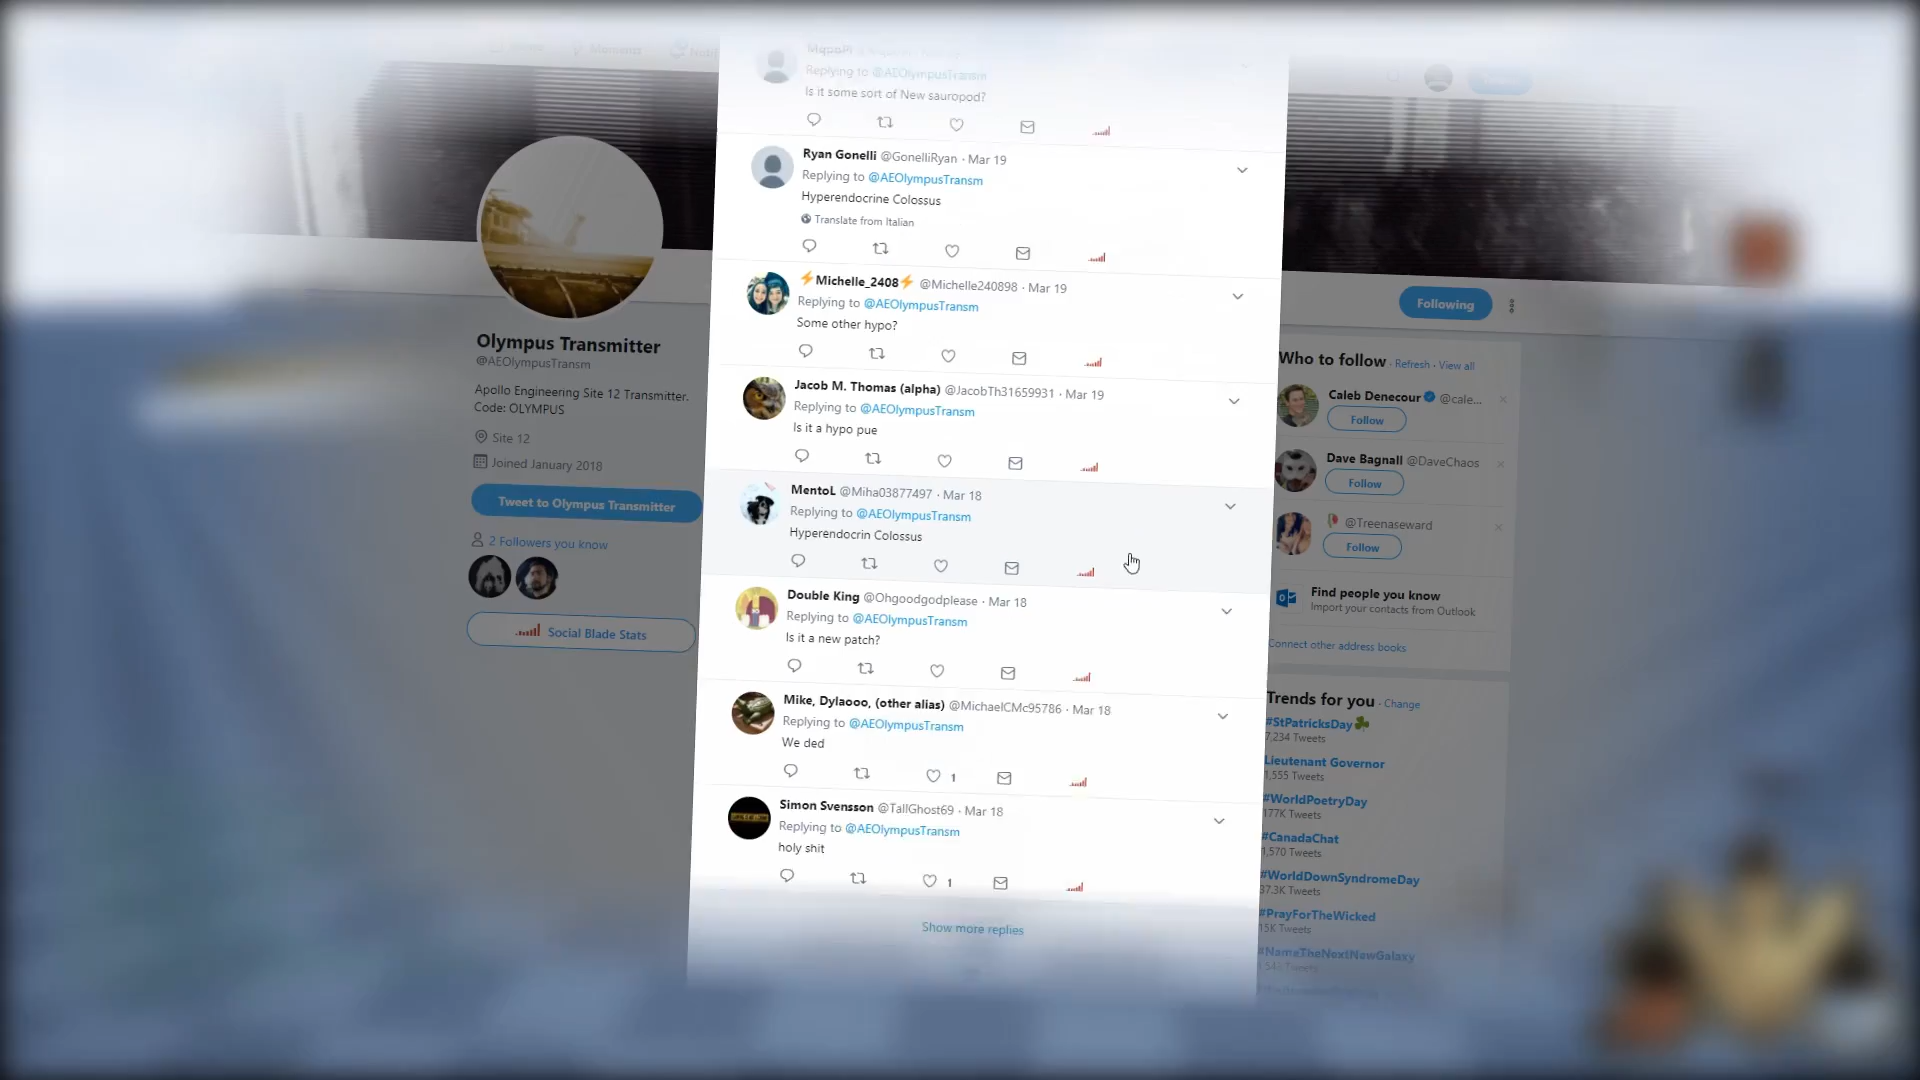 Moments
Replying to @AEOlympusTransm
Is it some sort of New sauropod?
Ryan Gonelli @GonelliRyan · Mar 19
Replying to @AEOlympusTransm
Hyperendocrine Colossus
Translate from Italian
⚡Michelle_2408⚡ @Michelle240898 · Mar 19
Replying to @AEOlympusTransm
Some other hypo?
Jacob M. Thomas (alpha) @JacobTh31659931 · Mar 19
Replying to @AEOlympusTransm
Is it a hypo pue
MentoL @Miha03877497 · Mar 18
Replying to @AEOlympusTransm
Hyperendocrin Colossus
Double King @Ohgoodgodplease · Mar 18
Replying to @AEOlympusTransm
Is it a new patch?
Mike, Dylaooo, (other alias) @MichaelCMc95786 · Mar 18
Replying to @AEOlympusTransm
We ded
1
Simon Svensson @TallGhost69 · Mar 18
Replying to @AEOlympusTransm
holy shit
1
Show more replies
Olympus Transmitter
@AEOlympusTransm
Apollo Engineering Site 12 Transmitter.
Code: OLYMPUS
Site 12
Joined January 2018
Tweet to Olympus Transmitter
2 Followers you know
Social Blade Stats
Following
Who to follow · Refresh · View all
Caleb Denecour @cale...
Follow
Dave Bagnall @DaveChaos
Follow
@Treenaseward
Follow
Find people you know
Import your contacts from Outlook
Connect other address books
Trends for you · Change
#StPatricksDay☘
7,234 Tweets
Lieutenant Governor
1,555 Tweets
#WorldPoetryDay
177K Tweets
#CanadaChat
1,570 Tweets
#WorldDownSyndromeDay
37.3K Tweets
#PrayForTheWicked
15K Tweets
#NameTheNextNewGalaxy
Tweets